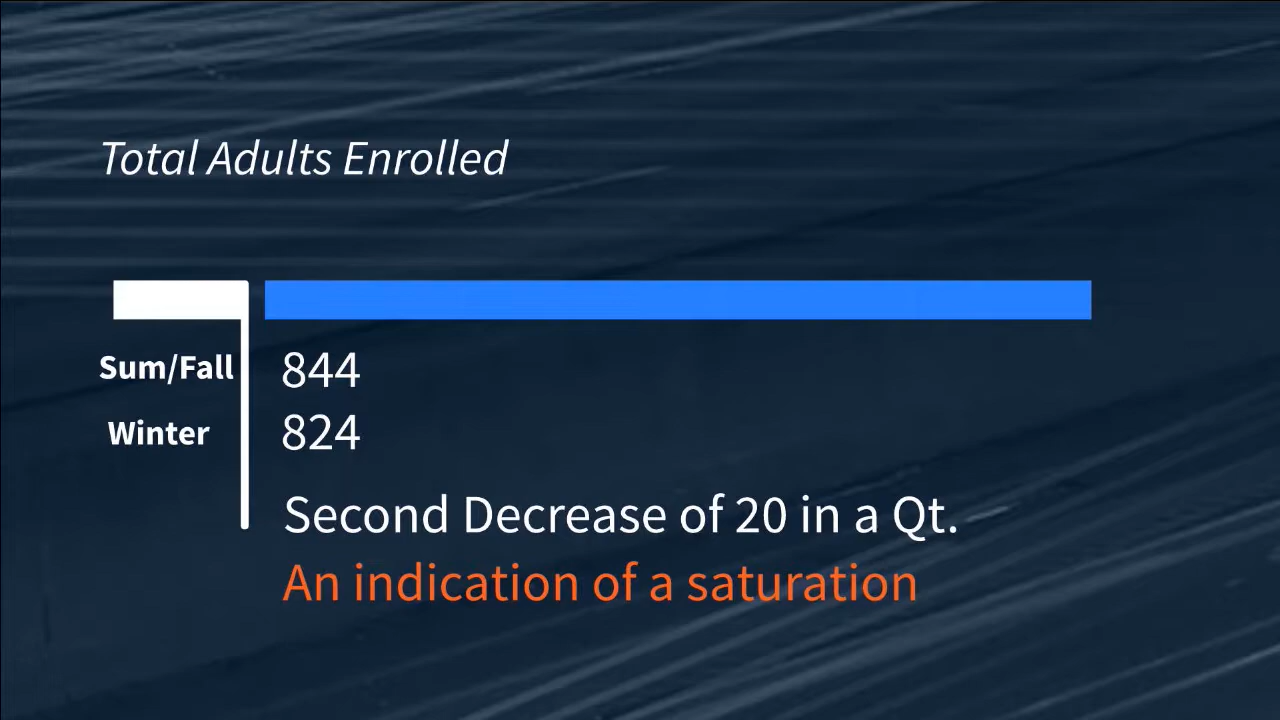 Total Adults Enrolled
Sum/Fall 844
Winter 824
Second Decrease of 20 in a Qt.
An indication of a saturation